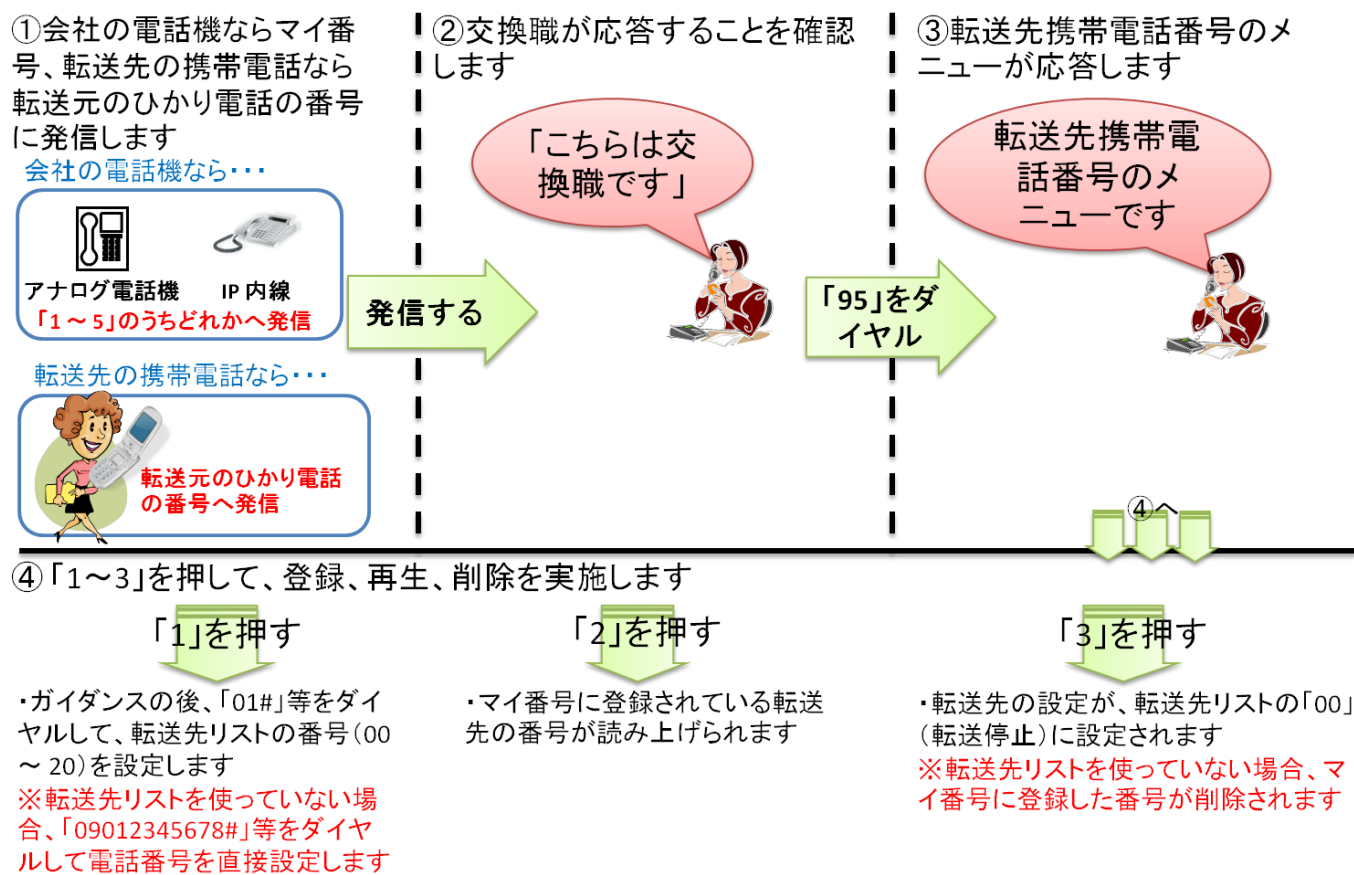 ①会社の電話機ならマイ番
号、転送先の携帯電話なら
転送元のひかり電話の番号
に発信します
会社の電話機なら・・・
アナログ電話機
IP 内線
「1 ～ 5」のうちどれかへ発信
転送先の携帯電話なら・・・
転送元のひかり電話
の番号へ発信
発信する
②交換職が応答することを確認
します
「こちらは交
換職です」
「95」をダ
イヤル
③転送先携帯電話番号のメ
ニューが応答します
転送先携帯電
話番号のメ
ニューです
④へ
④「1～3」を押して、登録、再生、削除を実施します
「1」を押す
・ガイダンスの後、「01#」等をダイ
ヤルして、転送先リストの番号（00
～ 20）を設定します
※転送先リストを使っていない場
合、「09012345678#」等をダイヤ
ルして電話番号を直接設定します
「2」を押す
・マイ番号に登録されている転送
先の番号が読み上げられます
「3」を押す
・転送先の設定が、転送先リストの「00」
（転送停止）に設定されます
※転送先リストを使っていない場合、マ
イ番号に登録した番号が削除されます